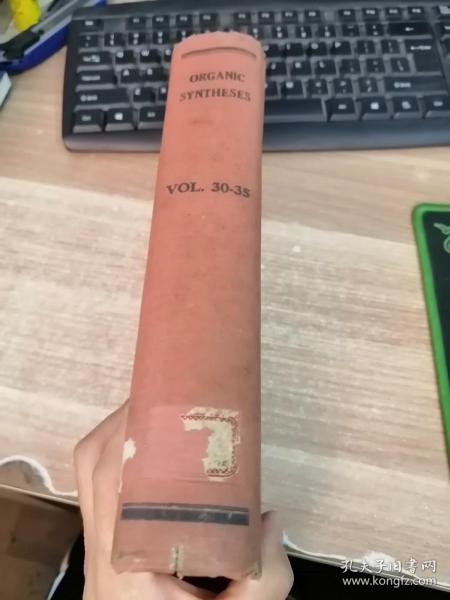 ORGANIC
SYNTHESES
VOL. 30-35
孔夫子旧书网
www.kongfz.com